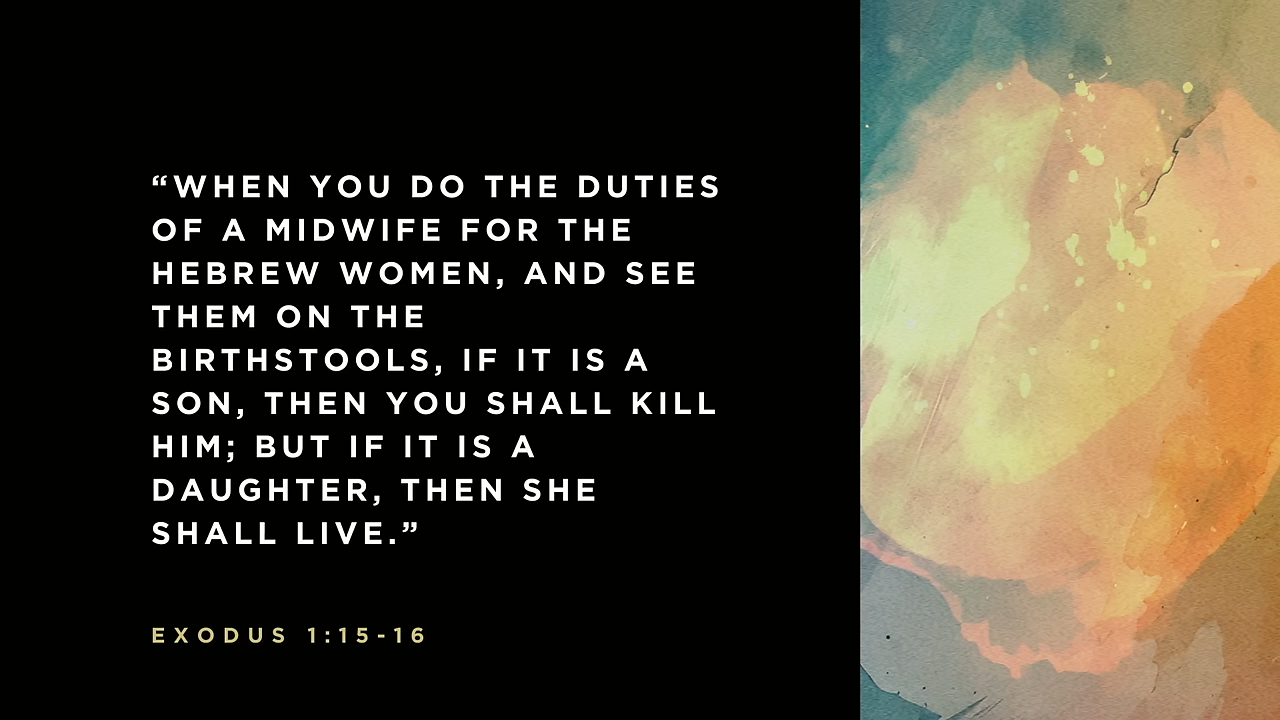 “WHEN YOU DO THE DUTIES
OF A MIDWIFE FOR THE
HEBREW WOMEN, AND SEE
THEM ON THE
BIRTHSTOOLS, IF IT IS A
SON, THEN YOU SHALL KILL
HIM; BUT IF IT IS A
DAUGHTER, THEN SHE
SHALL LIVE.”
EXODUS 1:15-16